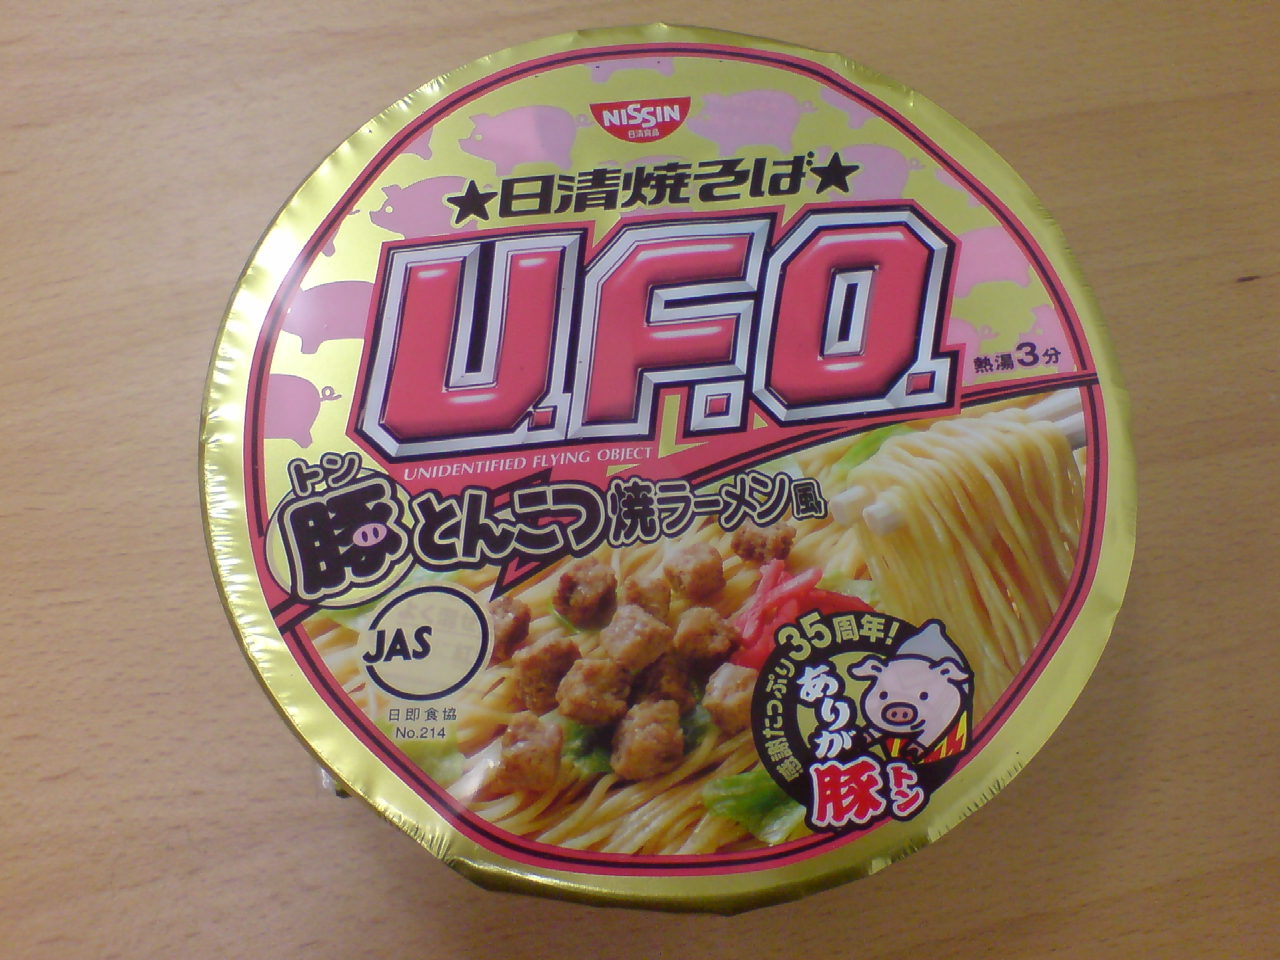 NISSIN
日清食品
★日清焼そば★
U.F.O.
熱湯3分
UNIDENTIFIED FLYING OBJECT
トン
豚とんこつ焼ラーメン風
JAS
日即食協
No.214
感謝たっぷり35周年!
ありが
豚
トン